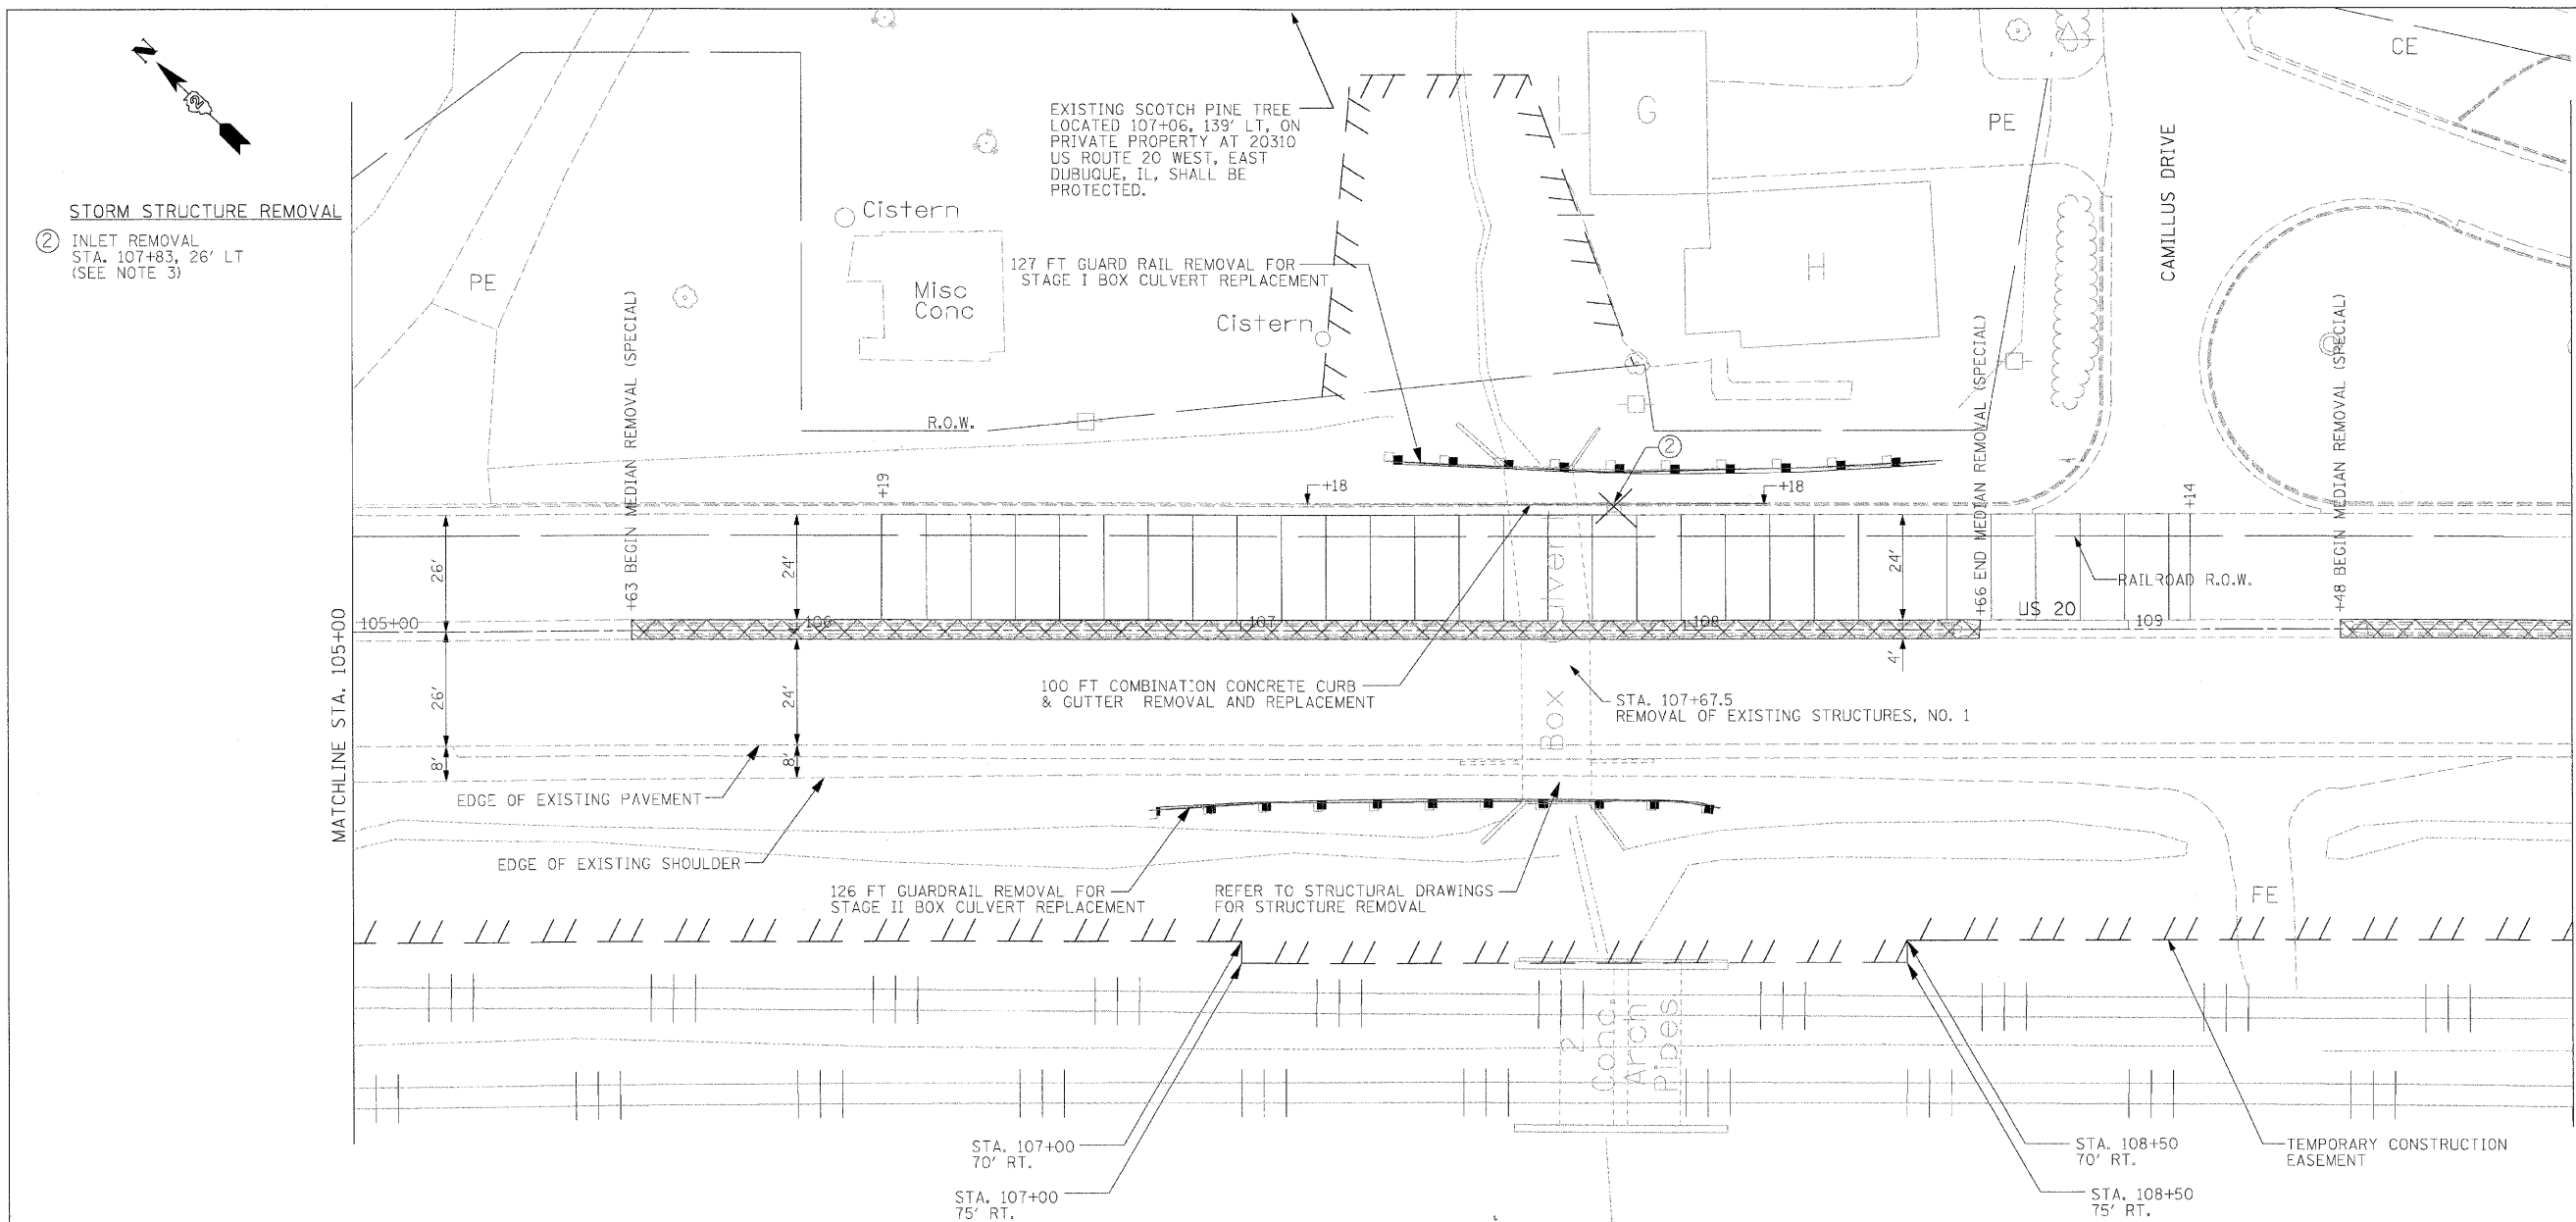 N
2
STORM STRUCTURE REMOVAL
2 INLET REMOVAL
STA. 107+83, 26' LT
(SEE NOTE 3)
EXISTING SCOTCH PINE TREE
LOCATED 107+06, 139' LT, ON
PRIVATE PROPERTY AT 20310
US ROUTE 20 WEST, EAST
DUBUQUE, IL, SHALL BE
PROTECTED.
G
PE
CE
CAMILLUS DRIVE
Cistern
PE
Misc
Conc
127 FT GUARD RAIL REMOVAL FOR
STAGE I BOX CULVERT REPLACEMENT
Cistern
H
R.O.W.
2
+63 BEGIN MEDIAN REMOVAL (SPECIAL)
+66 END MEDIAN REMOVAL (SPECIAL)
+48 BEGIN MEDIAN REMOVAL (SPECIAL)
+19
+18
+18
+14
26'
24'
24'
RAILROAD R.O.W.
MATCHLINE STA. 105+00
105+00
106
107
108
US 20
109
26'
24'
4'
8'
8'
Box
100 FT COMBINATION CONCRETE CURB
& GUTTER REMOVAL AND REPLACEMENT
STA. 107+67.5
REMOVAL OF EXISTING STRUCTURES, NO. 1
EDGE OF EXISTING PAVEMENT
EDGE OF EXISTING SHOULDER
126 FT GUARDRAIL REMOVAL FOR
STAGE II BOX CULVERT REPLACEMENT
REFER TO STRUCTURAL DRAWINGS
FOR STRUCTURE REMOVAL
FE
2
Conc.
Arch
Pipes
STA. 107+00
70' RT.
STA. 107+00
75' RT.
STA. 108+50
70' RT.
STA. 108+50
75' RT.
TEMPORARY CONSTRUCTION
EASEMENT